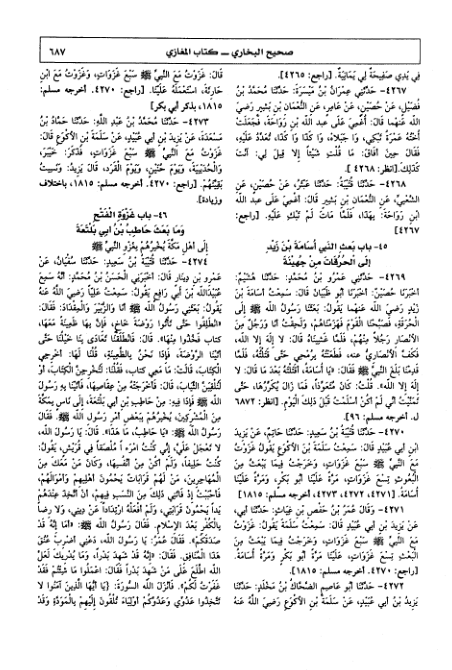 صحيح البخاري ــ كتاب المغازي
٦٨٧
فِي يَدِي صَفِيحَةٌ لِي يَمَانِيَةٌ. [راجع: ٤٢٦٥]
٤٢٦٧- حَدَّثَنِي عِمْرَانُ بْنُ مَيْسَرَةَ: حَدَّثَنَا مُحَمَّدُ بْنُ
فُضَيْلٍ، عَنْ حُصَيْنٍ، عَنْ عَامِرٍ، عَنِ النُّعْمَانِ بْنِ بَشِيرٍ رَضِيَ
اللَّهُ عَنْهُمَا قَالَ: أُغْمِيَ عَلَى عَبْدِ اللَّهِ بْنِ رَوَاحَةَ، فَجَعَلَتْ
أُخْتُهُ عَمْرَةُ تَبْكِي، وَا جَبَلَاهْ، وَا كَذَا وَا كَذَا، تُعَدِّدُ عَلَيْهِ،
فَقَالَ حِينَ أَفَاقَ: مَا قُلْتِ شَيْئًا إِلَّا قِيلَ لِي: آنْتَ
كَذَلِكَ. [انظر: ٤٢٦٨]
٤٢٦٨- حَدَّثَنَا قُتَيْبَةُ: حَدَّثَنَا عَبْثَرُ، عَنْ حُصَيْنٍ، عَنِ
الشَّعْبِيِّ، عَنِ النُّعْمَانِ بْنِ بَشِيرٍ قَالَ: أُغْمِيَ عَلَى عَبْدِ اللَّهِ
ابْنِ رَوَاحَةَ: بِهَذَا، فَلَمَّا مَاتَ لَمْ تَبْكِ عَلَيْهِ. [راجع:
٤٢٦٧]
٤٥- باب بَعْثِ النبي أُسَامَةَ بْنَ زَيْدٍ
إِلَى الْحُرُقَاتِ مِنْ جُهَيْنَةَ
٤٢٦٩- حَدَّثَنِي عَمْرُو بْنُ مُحَمَّدٍ: حَدَّثَنَا هُشَيْمٌ:
أَخْبَرَنَا حُصَيْنٌ: أَخْبَرَنَا أَبُو ظَبْيَانَ قَالَ: سَمِعْتُ أُسَامَةَ بْنَ
زَيْدٍ رَضِيَ اللَّهُ عَنْهُمَا يَقُولُ: بَعَثَنَا رَسُولُ اللَّهِ ﷺ إِلَى
الْحُرَقَةِ، فَصَبَّحْنَا الْقَوْمَ فَهَزَمْنَاهُمْ، وَلَحِقْتُ أَنَا وَرَجُلٌ مِنَ
الْأَنْصَارِ رَجُلًا مِنْهُمْ، فَلَمَّا غَشِينَاهُ قَالَ: لَا إِلَهَ إِلَّا اللَّهُ،
فَكَفَّ الْأَنْصَارِيُّ عنه، فَطَعَنْتُهُ بِرُمْحِي حَتَّى قَتَلْتُهُ، فَلَمَّا
قَدِمْنَا بَلَغَ النَّبِيَّ ﷺ فَقَالَ: «يَا أُسَامَةُ، أَقَتَلْتَهُ بَعْدَ مَا قَالَ: لَا
إِلَهَ إِلَّا اللَّهُ». قُلْتُ: كَانَ مُتَعَوِّذًا، فَمَا زَالَ يُكَرِّرُهَا، حَتَّى
تَمَنَّيْتُ أَنِّي لَمْ أَكُنْ أَسْلَمْتُ قَبْلَ ذَلِكَ الْيَوْمِ. [انظر: ٦٨٧٢
ل. أخرجه مسلم: ٩٦]
٤٢٧٠- حَدَّثَنَا قُتَيْبَةُ بْنُ سَعِيدٍ: حَدَّثَنَا حَاتِمٌ، عَنْ يَزِيدَ
ابْنِ أَبِي عُبَيْدٍ قَالَ: سَمِعْتُ سَلَمَةَ بْنَ الْأَكْوَعِ يَقُولُ: غَزَوْتُ
مَعَ النَّبِيِّ ﷺ سَبْعَ غَزَوَاتٍ، وَخَرَجْتُ فِيمَا يَبْعَثُ مِنَ
الْبُعُوثِ تِسْعَ غَزَوَاتٍ، مَرَّةً عَلَيْنَا أَبُو بَكْرٍ، وَمَرَّةً عَلَيْنَا
أُسَامَةُ. [٤٢٧١، ٤٢٧٢، ٤٢٧٣، أخرجه مسلم: ١٨١٥]
٤٢٧١- وَقَالَ عُمَرُ بْنُ حَفْصِ بْنِ غِيَاثٍ: حَدَّثَنَا أَبِي،
عَنْ يَزِيدَ بْنِ أَبِي عُبَيْدٍ قَالَ: سَمِعْتُ سَلَمَةَ يَقُولُ: غَزَوْتُ
مَعَ النَّبِيِّ ﷺ سَبْعَ غَزَوَاتٍ، وَخَرَجْتُ فِيمَا يَبْعَثُ مِنَ
الْبَعْثِ تِسْعَ غَزَوَاتٍ، عَلَيْنَا مَرَّةً أَبُو بَكْرٍ وَمَرَّةً أُسَامَةُ.
[راجع: ٤٢٧٠. أخرجه مسلم: ١٨١٥]
٤٢٧٢- حَدَّثَنَا أَبُو عَاصِمٍ الضَّحَّاكُ بْنُ مَخْلَدٍ: حَدَّثَنَا
يَزِيدُ بْنُ أَبِي عُبَيْدٍ، عَنْ سَلَمَةَ بْنِ الْأَكْوَعِ رَضِيَ اللَّهُ عَنْهُ
قَالَ: غَزَوْتُ مَعَ النَّبِيِّ ﷺ سَبْعَ غَزَوَاتٍ، وَغَزَوْتُ مَعَ ابْنِ
حَارِثَةَ، اسْتَعْمَلَهُ عَلَيْنَا. [راجع: ٤٢٧٠. أخرجه مسلم:
١٨١٥، بذكر أبي بكر]
٤٢٧٣- حَدَّثَنَا مُحَمَّدُ بْنُ عَبْدِ اللَّهِ: حَدَّثَنَا حَمَّادُ بْنُ
مَسْعَدَةَ، عَنْ يَزِيدَ بْنِ أَبِي عُبَيْدٍ، عَنْ سَلَمَةَ بْنِ الْأَكْوَعِ قَالَ:
غَزَوْتُ مَعَ النَّبِيِّ ﷺ سَبْعَ غَزَوَاتٍ، فَذَكَرَ: خَيْبَرَ،
وَالْحُدَيْبِيَةَ، وَيَوْمَ حُنَيْنٍ، وَيَوْمَ الْقَرَدِ، قَالَ يَزِيدُ: وَنَسِيتُ
بَقِيَّتَهُمْ. [راجع: ٤٢٧٠. أخرجه مسلم: ١٨١٥، باختلاف
وزيادة]
٤٦- باب غَزْوَةِ الْفَتْحِ
وَمَا بَعَثَ حَاطِبُ بْنُ أَبِي بَلْتَعَةَ
إِلَى أَهْلِ مَكَّةَ يُخْبِرُهُمْ بِغَزْوِ النَّبِيِّ ﷺ
٤٢٧٤- حَدَّثَنَا قُتَيْبَةُ بْنُ سَعِيدٍ: حَدَّثَنَا سُفْيَانُ، عَنْ
عَمْرِو بْنِ دِينَارٍ قَالَ: أَخْبَرَنِي الْحَسَنُ بْنُ مُحَمَّدٍ: أَنَّهُ سَمِعَ
عُبَيْدَاللَّهِ بْنَ أَبِي رَافِعٍ يَقُولُ: سَمِعْتُ عَلِيًّا رَضِيَ اللَّهُ عَنْهُ
يَقُولُ: بَعَثَنِي رَسُولُ اللَّهِ ﷺ أَنَا وَالزُّبَيْرَ وَالْمِقْدَادَ، فَقَالَ:
«انْطَلِقُوا حَتَّى تَأْتُوا رَوْضَةَ خَاخٍ، فَإِنَّ بِهَا ظَعِينَةً مَعَهَا،
كِتَابٌ فَخُذُوا مِنْهَا». قَالَ: فَانْطَلَقْنَا تَعَادَى بِنَا خَيْلُنَا حَتَّى
أَتَيْنَا الرَّوْضَةَ، فَإِذَا نَحْنُ بِالظَّعِينَةِ، قُلْنَا لَهَا: أَخْرِجِي
الْكِتَابَ، قَالَتْ: مَا مَعِي كِتَابٌ، فَقُلْنَا: لَتُخْرِجِنَّ الْكِتَابَ، أَوْ
لَنُلْقِيَنَّ الثِّيَابَ، قَالَ: فَأَخْرَجَتْهُ مِنْ عِقَاصِهَا، فَأَتَيْنَا بِهِ رَسُولَ
اللَّهِ ﷺ فَإِذَا فِيهِ: مِنْ حَاطِبِ بْنِ أَبِي بَلْتَعَةَ، إِلَى نَاسٍ بِمَكَّةَ
مِنَ الْمُشْرِكِينَ، يُخْبِرُهُمْ بِبَعْضِ أَمْرِ رَسُولِ اللَّهِ ﷺ. فَقَالَ
رَسُولُ اللَّهِ ﷺ: «يَا حَاطِبُ، مَا هَذَا». قَالَ: يَا رَسُولَ اللَّهِ،
لَا تَعْجَلْ عَلَيَّ، إِنِّي كُنْتُ امْرَءًا مُلْصَقًا فِي قُرَيْشٍ، يَقُولُ:
كُنْتُ حَلِيفًا، وَلَمْ أَكُنْ مِنْ أَنْفُسِهَا، وَكَانَ مَنْ مَعَكَ مِنَ
الْمُهَاجِرِينَ، مَنْ لَهُمْ قَرَابَاتٌ يَحْمُونَ أَهْلِيهِمْ وَأَمْوَالَهُمْ،
فَأَحْبَبْتُ إِذْ فَاتَنِي ذَلِكَ مِنَ النَّسَبِ فِيهِمْ، أَنْ أَتَّخِذَ عِنْدَهُمْ
يَدًا يَحْمُونَ قَرَابَتِي، وَلَمْ أَفْعَلْهُ ارْتِدَادًا عَنْ دِينِي، وَلَا رِضًا
بِالْكُفْرِ بَعْدَ الْإِسْلَامِ. فَقَالَ رَسُولُ اللَّهِ ﷺ: «أَمَا إِنَّهُ قَدْ
صَدَقَكُمْ». فَقَالَ عُمَرُ: يَا رَسُولَ اللَّهِ، دَعْنِي أَضْرِبْ عُنُقَ
هَذَا الْمُنَافِقِ. فَقَالَ: «إِنَّهُ قَدْ شَهِدَ بَدْرًا، وَمَا يُدْرِيكَ لَعَلَّ
اللَّهَ اطَّلَعَ عَلَى مَنْ شَهِدَ بَدْرًا فَقَالَ: اعْمَلُوا مَا شِئْتُمْ فَقَدْ
غَفَرْتُ لَكُمْ». فَأَنْزَلَ اللَّهُ السُّورَةَ: {يَا أَيُّهَا الَّذِينَ آمَنُوا لَا
تَتَّخِذُوا عَدُوِّي وَعَدُوَّكُمْ أَوْلِيَاءَ تُلْقُونَ إِلَيْهِمْ بِالْمَوَدَّةِ وَقَدْ